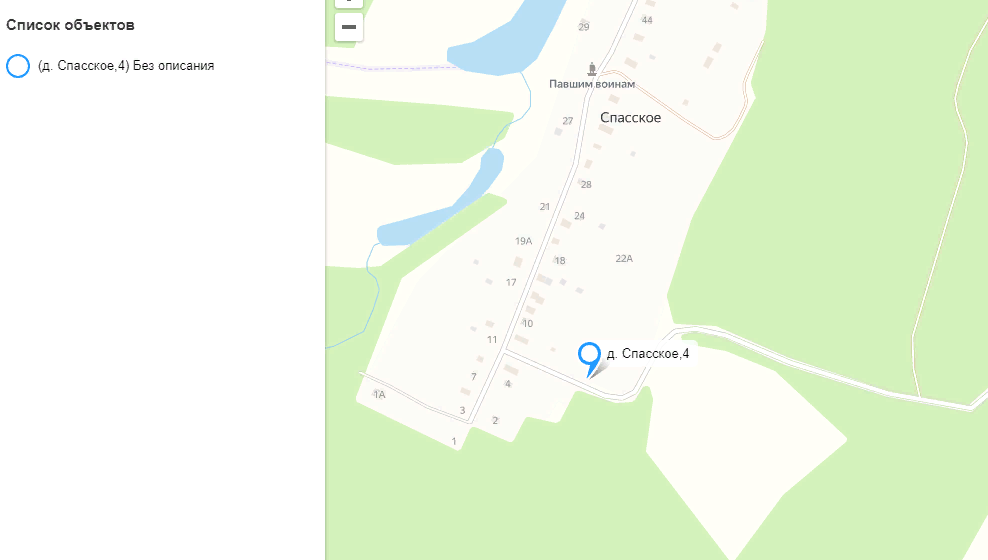 Список объектов
(д. Спасское,4) Без описания
44
29
Павшим воинам
Спасское
27
28
21
24
19А
22А
18
17
10
11
д. Спасское,4
7
4
1А
3
2
1